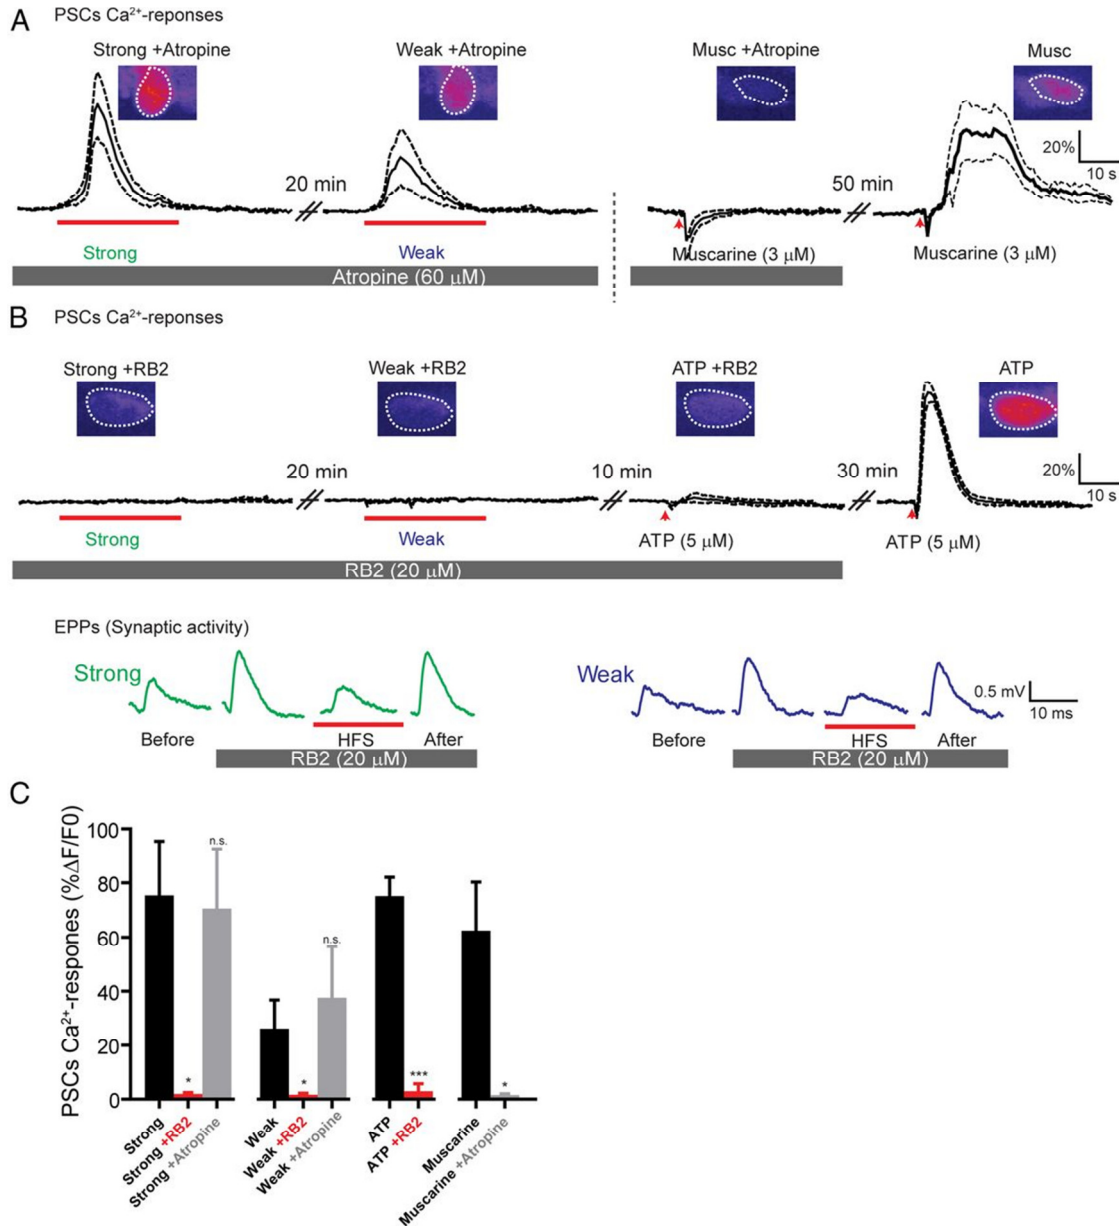 A PSCs Ca²⁺-reponses
Strong +Atropine Weak +Atropine Musc +Atropine Musc
20 min 50 min 20%
10 s
Strong Weak Muscarine (3 μM) Muscarine (3 μM)
Atropine (60 μM)
B PSCs Ca²⁺-reponses
Strong +RB2 Weak +RB2 ATP +RB2 ATP
20 min 10 min 30 min 20%
10 s
Strong Weak ATP (5 μM) ATP (5 μM)
RB2 (20 μM)
EPPs (Synaptic activity)
Strong Weak
0.5 mV
10 ms
Before HFS After Before HFS After
RB2 (20 μM) RB2 (20 μM)
C
PSCs Ca²⁺-respones (%ΔF/F0)
100
80
60
40
20
0
* n.s. * n.s. *** *
Strong
Strong +RB2
Strong +Atropine
Weak
Weak +RB2
Weak +Atropine
ATP
ATP +RB2
Muscarine
Muscarine +Atropine